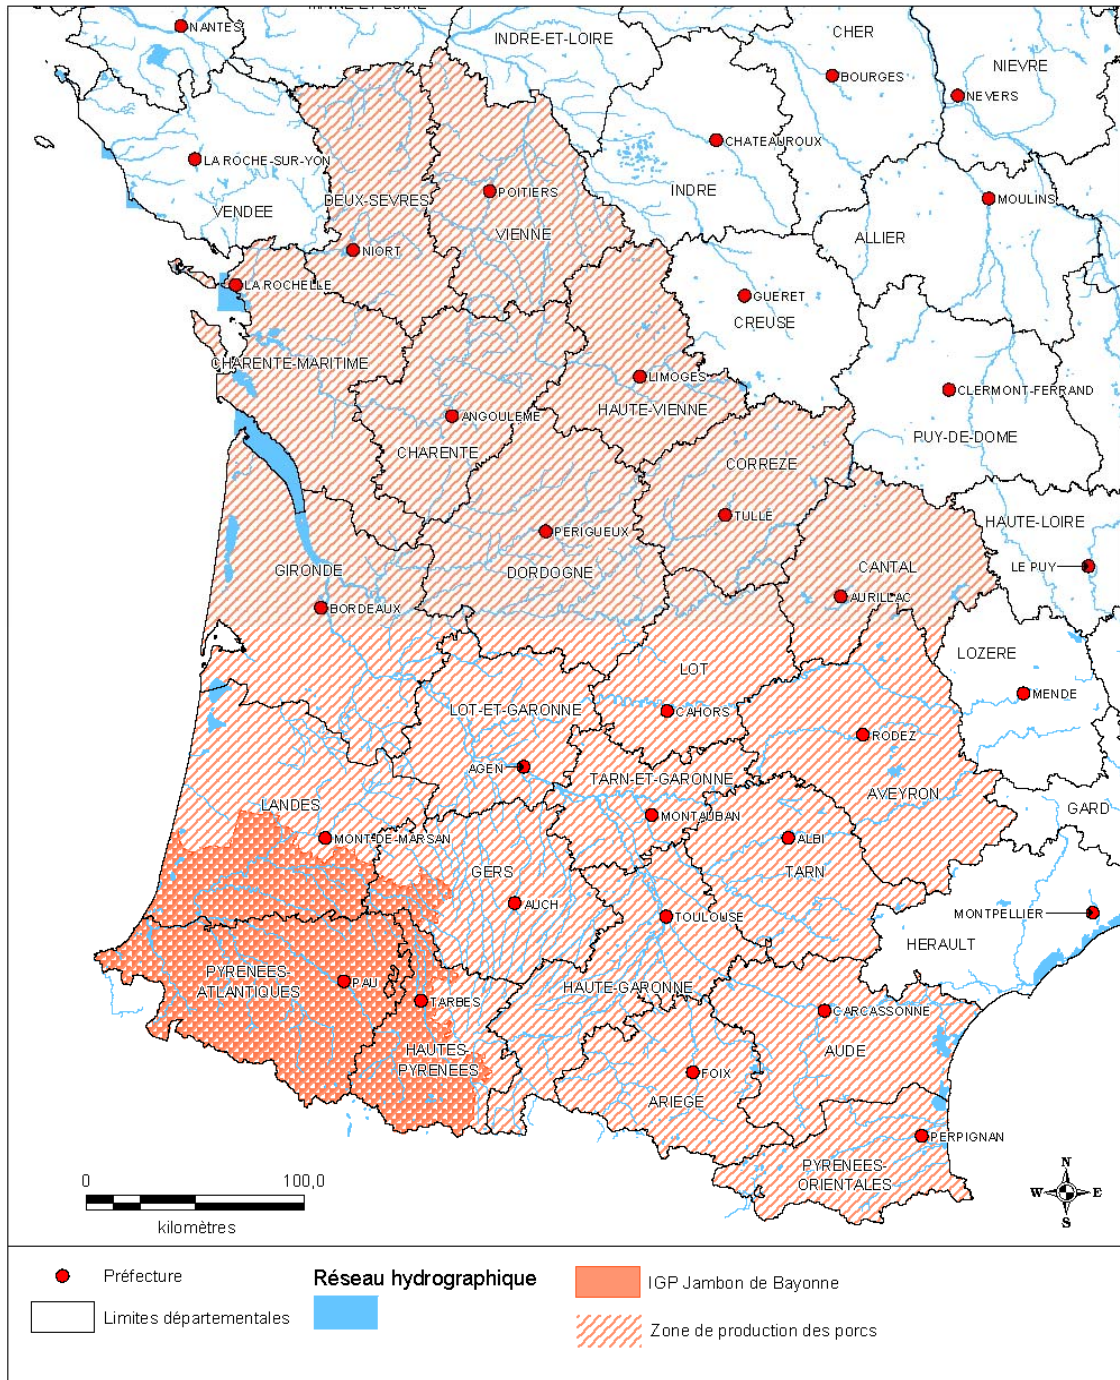 NANTES
INDRE-ET-LOIRE
CHER
BOURGES
NIEVRE
NEVERS
LA ROCHE-SUR-YON
VENDEE
DEUX-SEVRES
POITIERS
VIENNE
CHATEAUROUX
INDRE
MOULINS
ALLIER
NIORT
LA ROCHELLE
GUERET
CREUSE
CHARENTE-MARITIME
LIMOGES
HAUTE-VIENNE
CLERMONT-FERRAND
PUY-DE-DOME
ANGOULEME
CHARENTE
CORREZE
TULLE
PERIGUEUX
DORDOGNE
HAUTE-LOIRE
LE PUY
CANTAL
AURILLAC
GIRONDE
BORDEAUX
LOT
CAHORS
LOZERE
MENDE
LOT-ET-GARONNE
AGEN
RODEZ
AVEYRON
TARN-ET-GARONNE
MONTAUBAN
GARD
LANDES
MONT-DE-MARSAN
ALBI
TARN
GERS
AUCH
TOULOUSE
MONTPELLIER
HERAULT
PYRENEES-
ATLANTIQUES
PAU
TARBES
HAUTE-GARONNE
CARCASSONNE
AUDE
HAUTES-
PYRENEES
FOIX
ARIEGE
PERPIGNAN
PYRENEES-
ORIENTALES
0 100,0
kilomètres
N
W E
S
Préfecture
Limites départementales
Réseau hydrographique
IGP Jambon de Bayonne
Zone de production des porcs